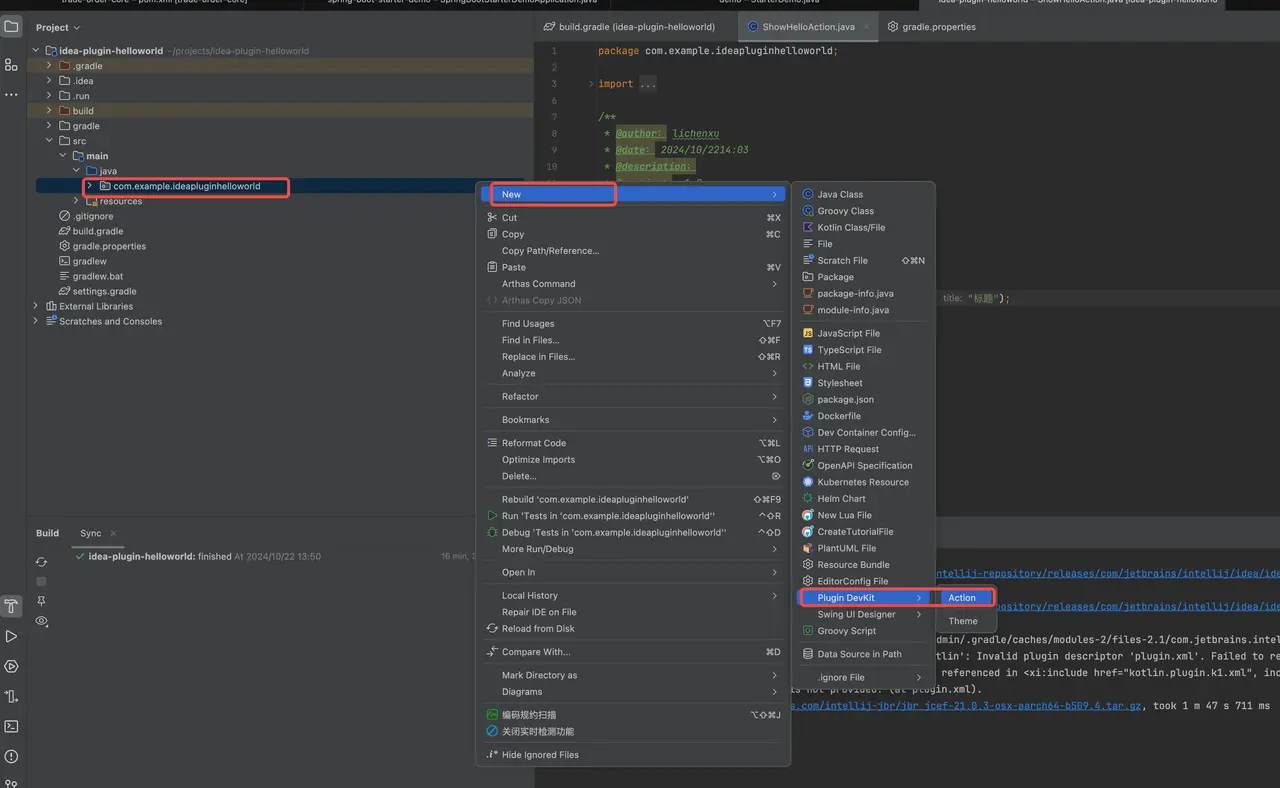 trade-order-core – pom.xml [trade-order-core]
spring-boot-starter-demo – SpringBootStarterDemoApplication.java
demo – StarterDemo.java
idea-plugin-helloworld – ShowHelloAction.java [idea-plugin-helloworld]
Project
build.gradle (idea-plugin-helloworld)
ShowHelloAction.java
gradle.properties
idea-plugin-helloworld ~/projects/idea-plugin-helloworld
.gradle
.idea
.run
build
gradle
src
main
java
com.example.ideapluginhelloworld
resources
.gitignore
build.gradle
gradle.properties
gradlew
gradlew.bat
settings.gradle
External Libraries
Scratches and Consoles
1 package com.example.ideapluginhelloworld;
2
3 import ...
6
7 /**
8 * @author: lichenxu
9 * @date: 2024/10/2214:03
10 * @description:
title: "标题");
New
Cut ⌘X
Copy ⌘C
Copy Path/Reference...
Paste ⌘V
Arthas Command
Arthas Copy JSON
Find Usages ⌥F7
Find in Files... ⇧⌘F
Replace in Files... ⇧⌘R
Analyze
Refactor
Bookmarks
Reformat Code ⌥⌘L
Optimize Imports ⌥⌘O
Delete... ⌦
Rebuild 'com.example.ideapluginhelloworld' ⇧⌘F9
Run 'Tests in 'com.example.ideapluginhelloworld'' ^⇧R
Debug 'Tests in 'com.example.ideapluginhelloworld'' ^⇧D
More Run/Debug
Open In
Local History
Repair IDE on File
Reload from Disk
Compare With... ⌘D
Mark Directory as
Diagrams
编码规约扫描 ⌥⇧⌘J
关闭实时检测功能
Hide Ignored Files
Java Class
Groovy Class
Kotlin Class/File
File
Scratch File ⇧⌘N
Package
package-info.java
module-info.java
JavaScript File
TypeScript File
HTML File
Stylesheet
package.json
Dockerfile
Dev Container Config...
HTTP Request
OpenAPI Specification
Kubernetes Resource
Helm Chart
New Lua File
CreateTutorialFile
PlantUML File
Resource Bundle
EditorConfig File
Plugin DevKit
Swing UI Designer
Groovy Script
Data Source in Path
.ignore File
Action
Theme
Build
Sync
idea-plugin-helloworld: finished At 2024/10/22 13:50
16 min,
intellij-repository/releases/com/jetbrains/intellij/idea/ide
pository/releases/com/jetbrains/intellij/idea/ide
dmin/.gradle/caches/modules-2/files-2.1/com.jetbrains.intel
tlin': Invalid plugin descriptor 'plugin.xml'. Failed to re
referenced in <xi:include href="kotlin.plugin.k1.xml", inc
is not provided. (at plugin.xml).
s.com/intellij-jbr/jbr_jcef-21.0.3-osx-aarch64-b509.4.tar.gz, took 1 m 47 s 711 ms